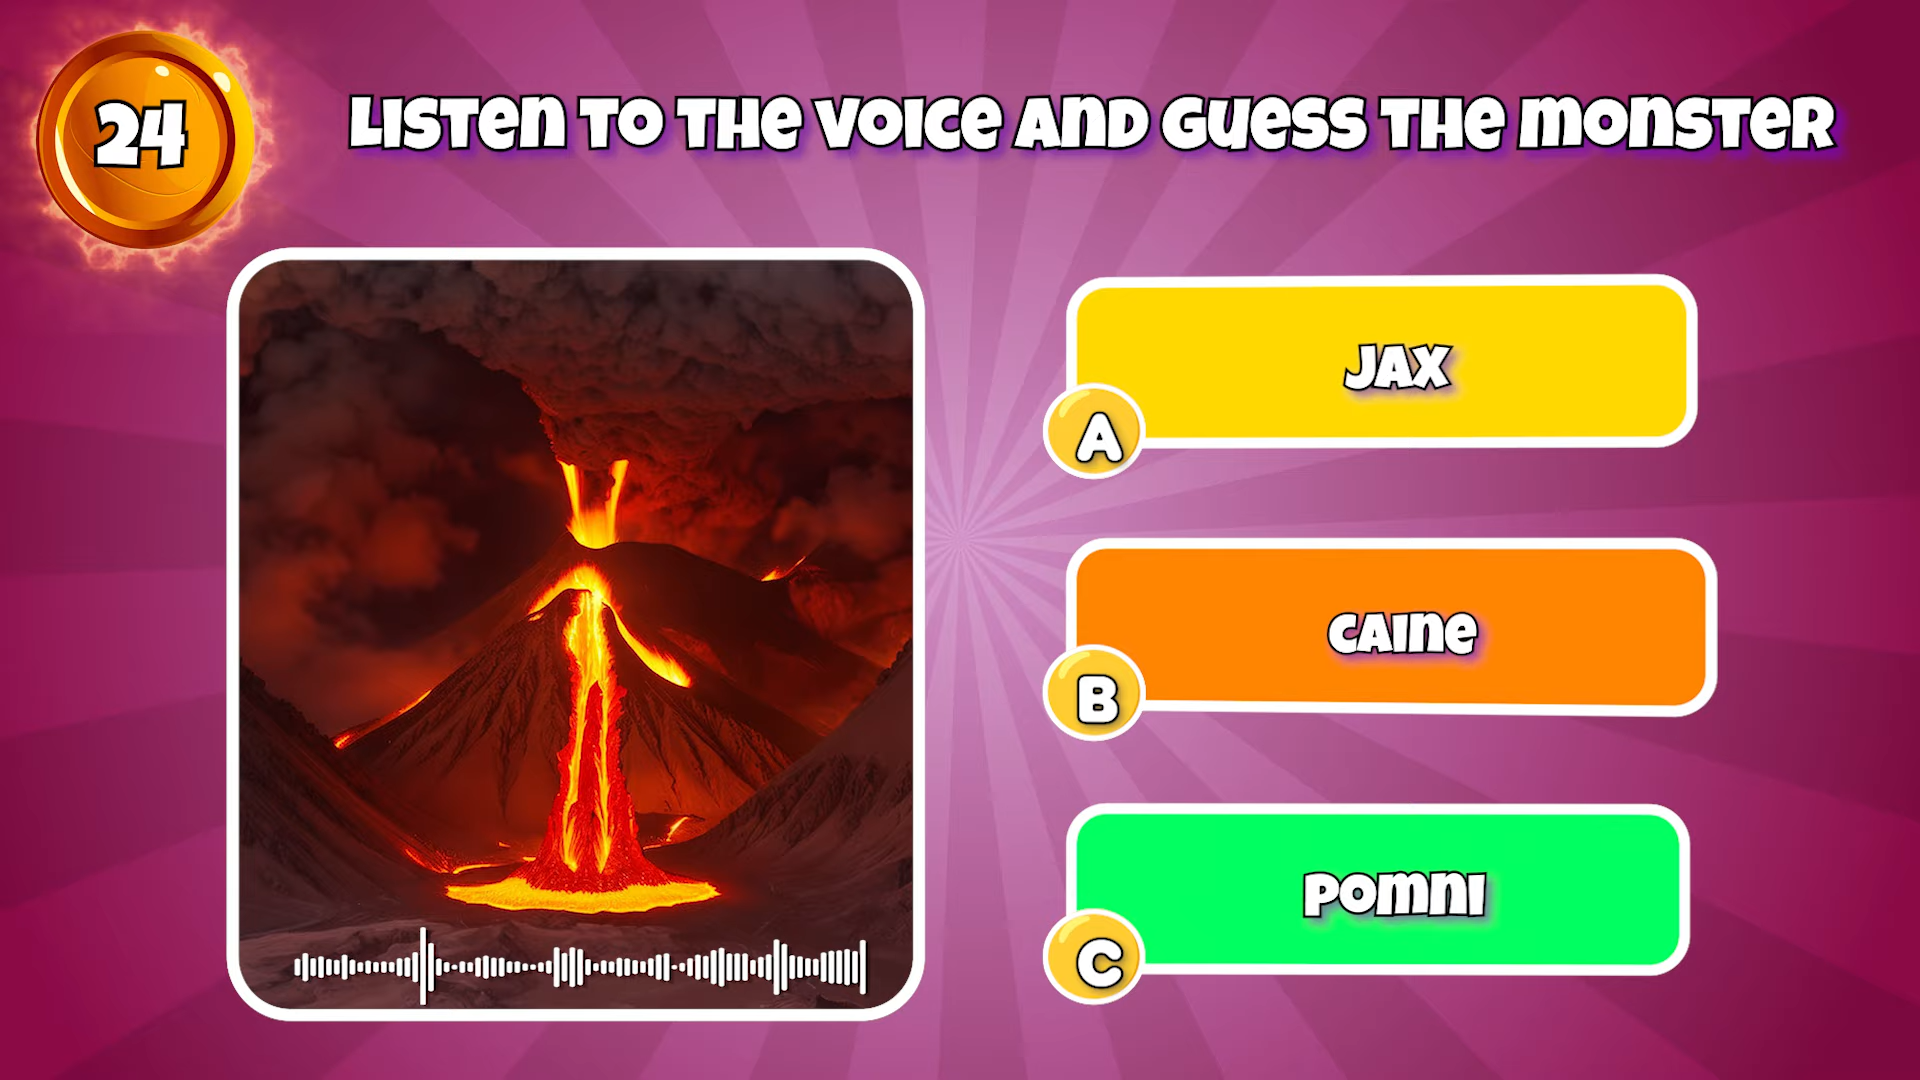 24
LISTEN TO THE VOICE AND GUESS THE MONSTER
JAX
A
CAINE
B
POMNI
C